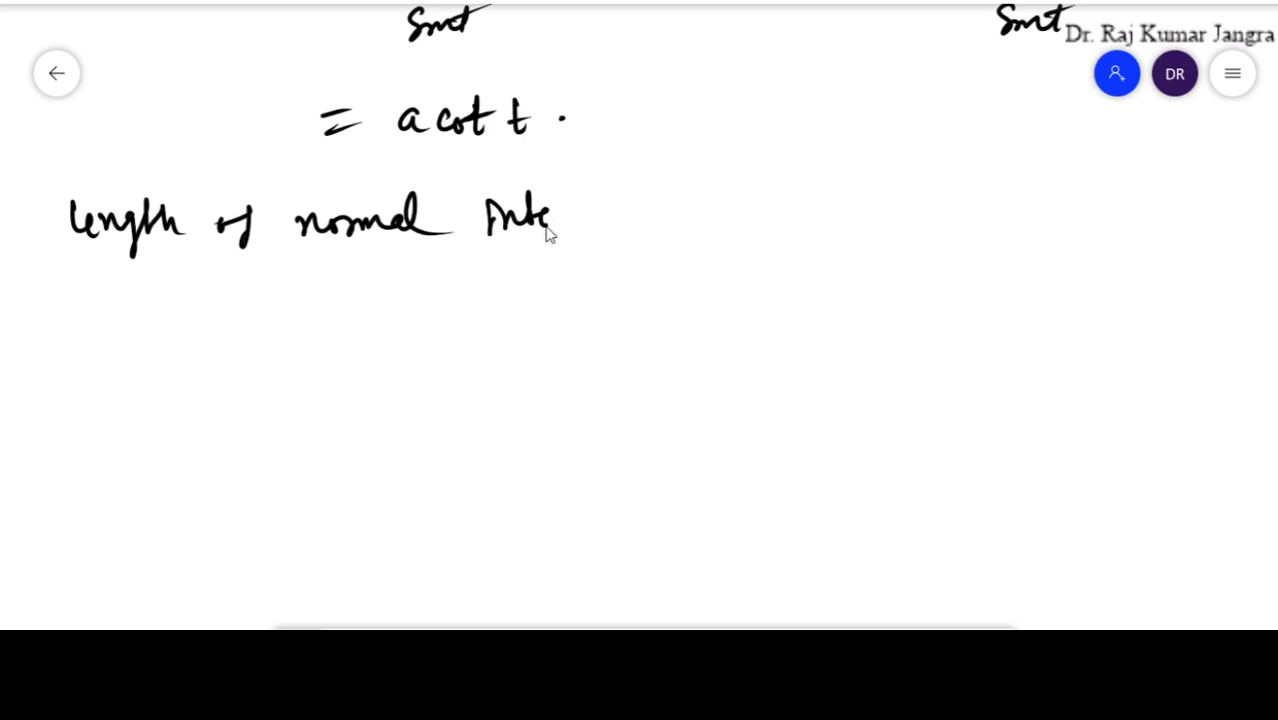 Sint Sint
Dr. Raj Kumar Jangra
DR
= a cot t .
length of normal inte